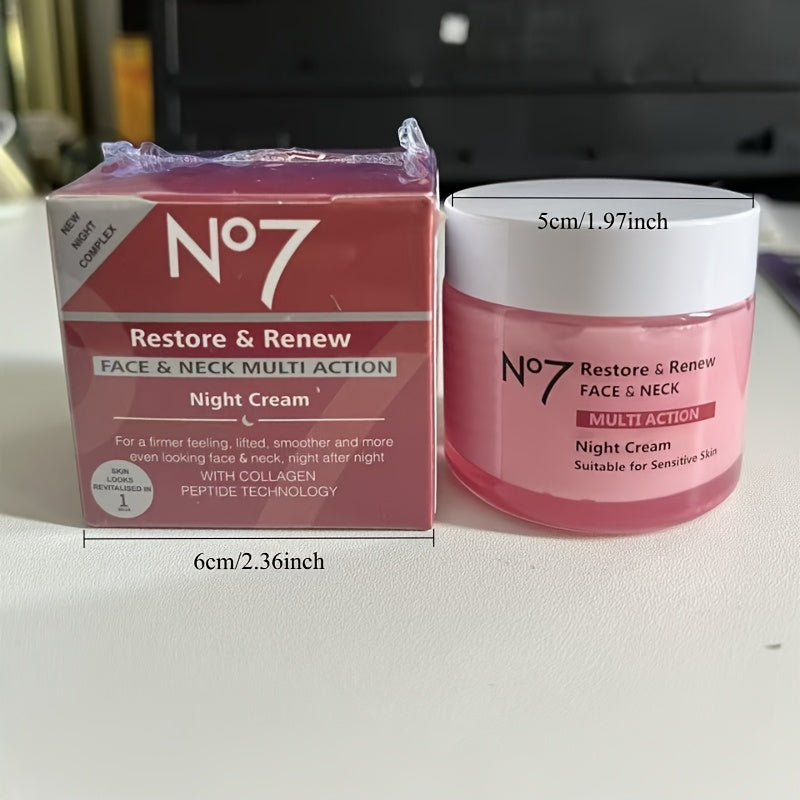 NEW
NIGHT
COMPLEX
No7
Restore & Renew
FACE & NECK MULTI ACTION
Night Cream
For a firmer feeling, lifted, smoother and more
even looking face & neck, night after night
WITH COLLAGEN
PEPTIDE TECHNOLOGY
SKIN
LOOKS
REVITALISED IN
1
6cm/2.36inch
5cm/1.97inch
No7 Restore & Renew
FACE & NECK
MULTI ACTION
Night Cream
Suitable for Sensitive Skin